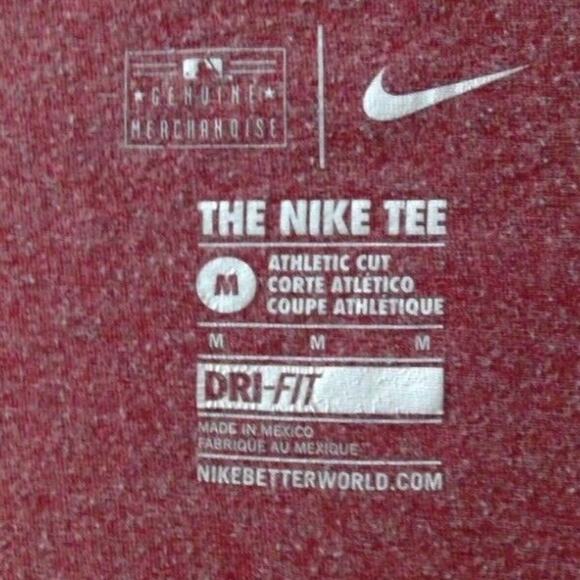 GENUINE
MERCHANDISE
THE NIKE TEE
M
ATHLETIC CUT
CORTE ATLÉTICO
COUPE ATHLÉTIQUE
M M M
DRI-FIT
MADE IN MEXICO
FABRIQUÉ AU MEXIQUE
NIKEBETTERWORLD.COM